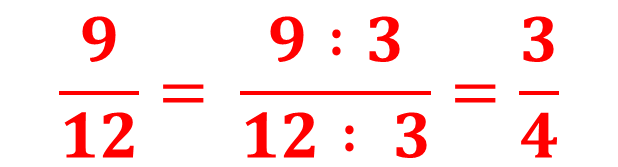 9/12 = (9 : 3)/(12 : 3) = 3/4